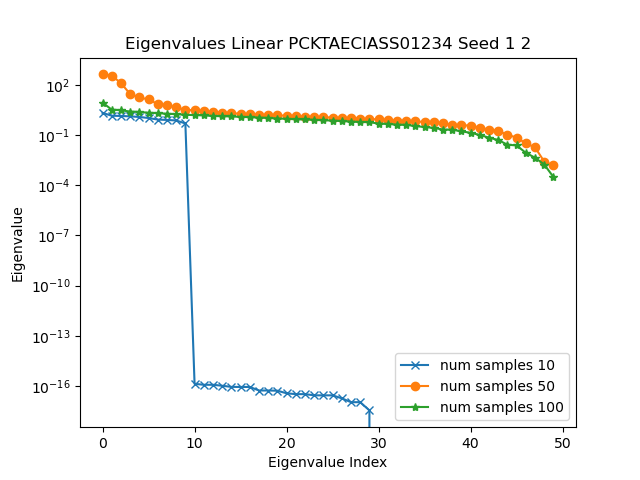 Eigenvalues Linear PCKTAEClASS01234 Seed 1 2
Eigenvalue
10^2
10^-1
10^-4
10^-7
10^-10
10^-13
10^-16
0
10
20
30
40
50
Eigenvalue Index
num samples 10
num samples 50
num samples 100